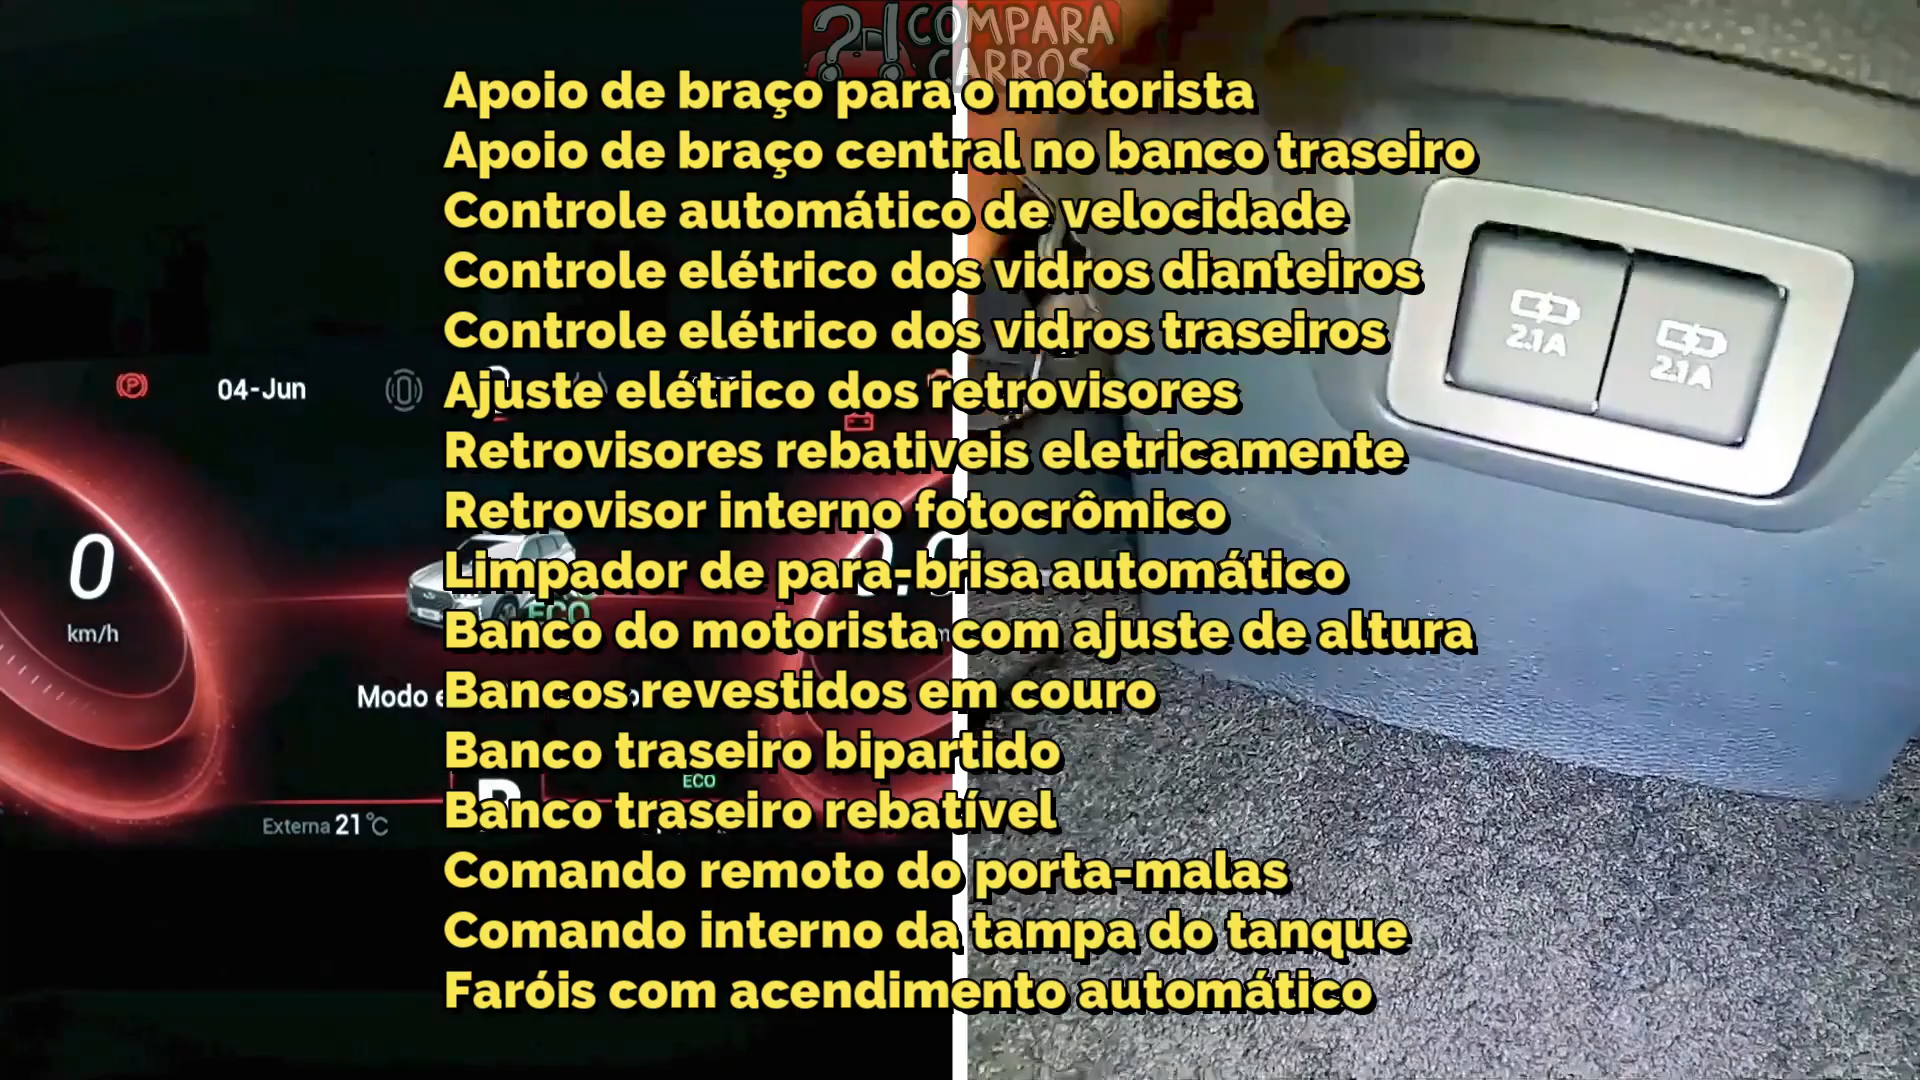 COMPARA
CARROS
Apoio de braço para o motorista
Apoio de braço central no banco traseiro
Controle automático de velocidade
Controle elétrico dos vidros dianteiros
Controle elétrico dos vidros traseiros
Ajuste elétrico dos retrovisores
Retrovisores rebativeis eletricamente
Retrovisor interno fotocrômico
Limpador de para-brisa automático
Banco do motorista com ajuste de altura
Bancos revestidos em couro
Banco traseiro bipartido
Banco traseiro rebatível
Comando remoto do porta-malas
Comando interno da tampa do tanque
Faróis com acendimento automático
04-Jun
0
km/h
ECO
Modo
ECO
P
Externa 21 °C
2.1A
2.1A